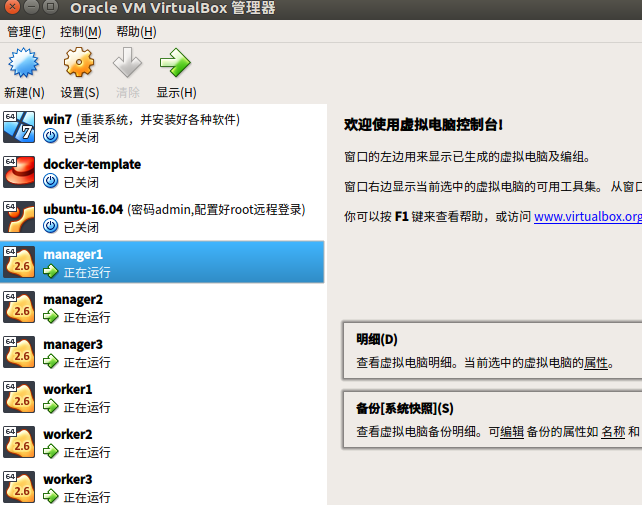 Oracle VM VirtualBox 管理器
管理(F) 控制(M) 帮助(H)
新建(N) 设置(S) 清除 显示(H)
64
win7 (重装系统，并安装好各种软件)
7
已关闭
64
docker-template
已关闭
64
ubuntu-16.04 (密码admin,配置好root远程登录)
已关闭
64
manager1
2.6
正在运行
64
manager2
2.6
正在运行
64
manager3
2.6
正在运行
64
worker1
2.6
正在运行
64
worker2
2.6
正在运行
64
worker3
2.6
正在运行
欢迎使用虚拟电脑控制台!
窗口的左边用来显示已生成的虚拟电脑及编组。
窗口右边显示当前选中的虚拟电脑的可用工具集。 从窗口
你可以按 F1 键来查看帮助，或访问 www.virtualbox.org
明细(D)
查看虚拟电脑明细。当前选中的虚拟电脑的属性。
备份[系统快照](S)
查看虚拟电脑备份明细。可编辑 备份的属性如 名称 和